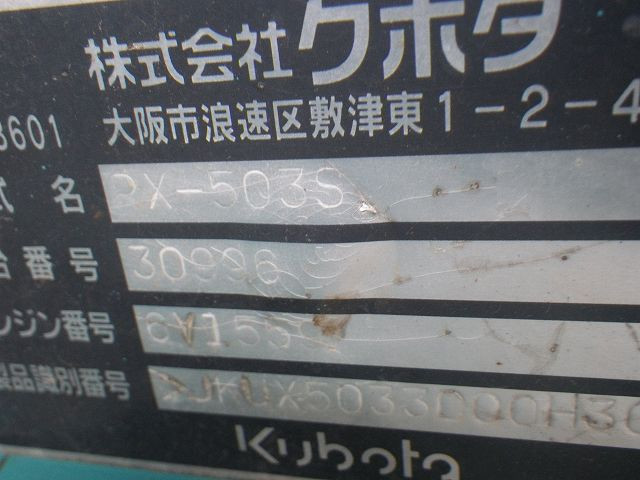 株式会社クボタ
大阪市浪速区敷津東1-2-4
3601
式名 RX-503S
番号 30996
ンジン番号 6V155
製品識別番号 JKUX5033D00H3
Kubota